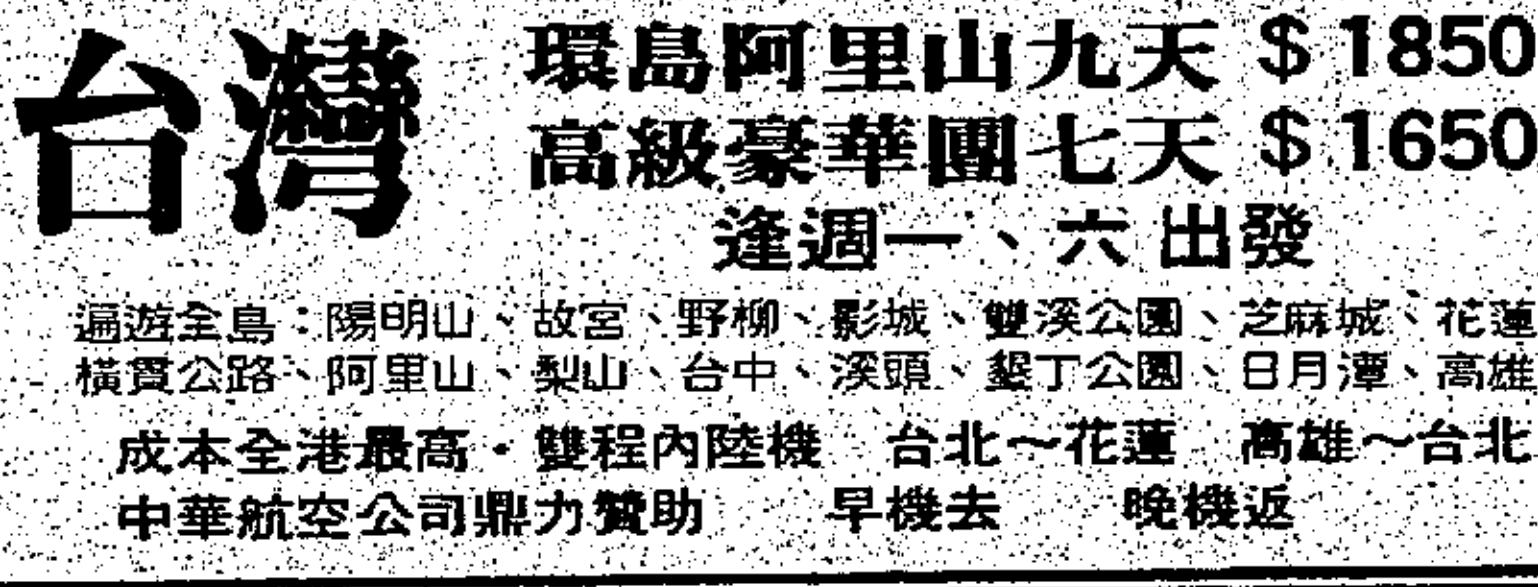 台灣
環島阿里山九天 $1850
高級豪華團七天 $1650
逢週一、六出發
遍遊全島：陽明山、故宮、野柳、影城、雙溪公園、芝麻城、花蓮
橫貫公路、阿里山、梨山、台中、溪頭、墾丁公園、日月潭、高雄
成本全港最高・雙程內陸機 台北～花蓮 高雄～台北
中華航空公司鼎力贊助 早機去 晚機返